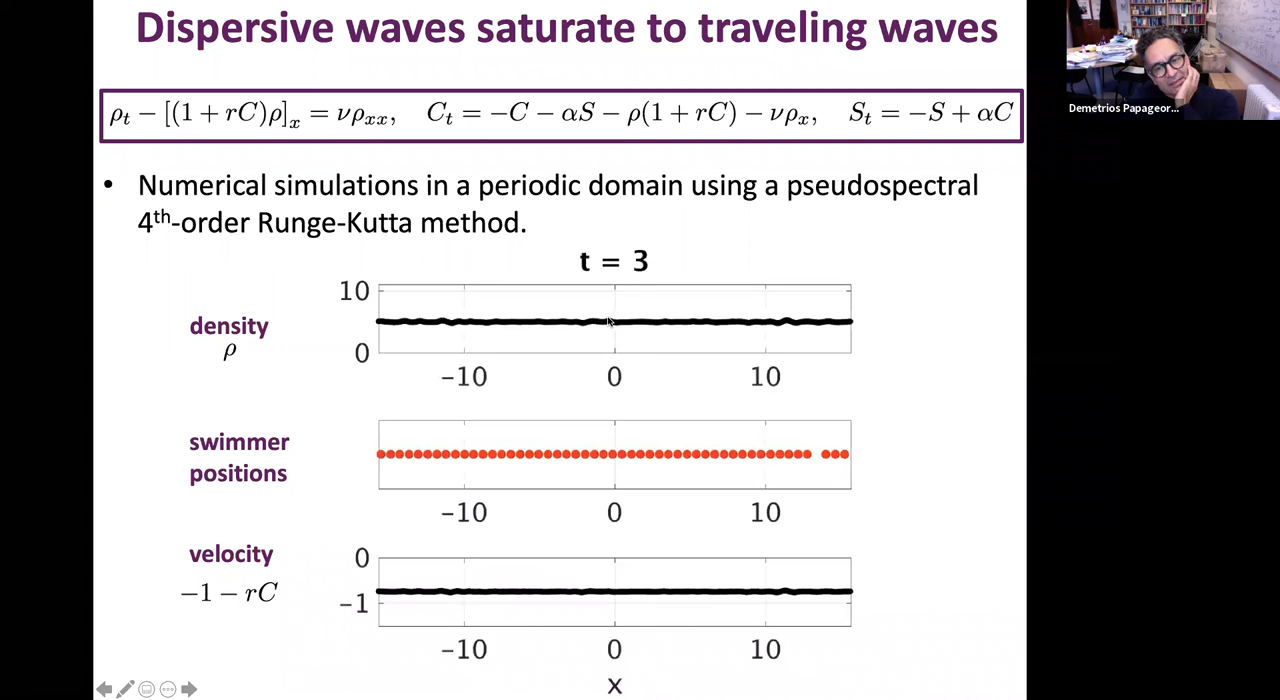 Dispersive waves saturate to traveling waves
Demetrios Papageor...
ρ_t − [(1 + rC)ρ]_x = νρ_xx,   C_t = −C − αS − ρ(1 + rC) − νρ_x,   S_t = −S + αC
• Numerical simulations in a periodic domain using a pseudospectral
4th-order Runge-Kutta method.
t = 3
density
ρ
10
0
−10 0 10
swimmer
positions
−10 0 10
velocity
−1 − rC
0
−1
−10 0 10
x